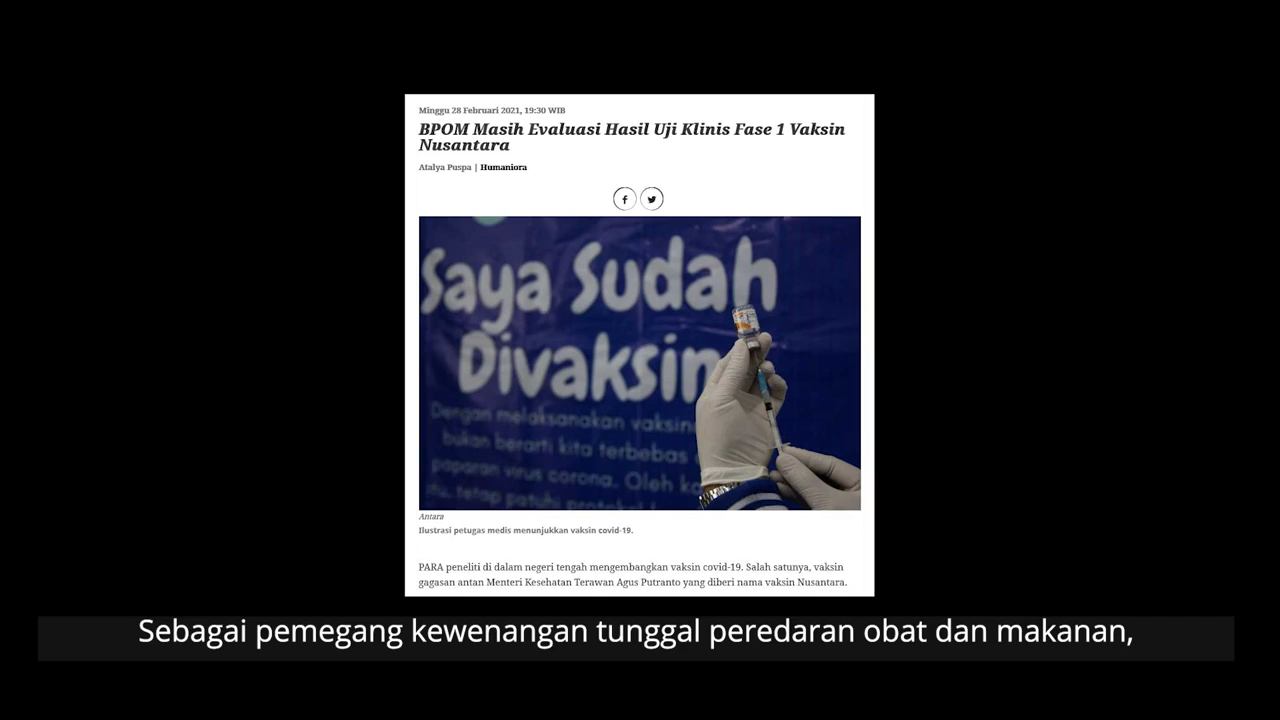 Minggu 28 Februari 2021, 19:30 WIB
BPOM Masih Evaluasi Hasil Uji Klinis Fase 1 Vaksin
Nusantara
Atalya Puspa | Humaniora
Saya Sudah
Divaksin
Dengan melaksanakan vaksin
bukan berarti kita terbebas
paparan virus corona. Oleh
tetap patuhi
Antara
Ilustrasi petugas medis menunjukkan vaksin covid-19.
PARA peneliti di dalam negeri tengah mengembangkan vaksin covid-19. Salah satunya, vaksin
gagasan antan Menteri Kesehatan Terawan Agus Putranto yang diberi nama vaksin Nusantara.
Sebagai pemegang kewenangan tunggal peredaran obat dan makanan,